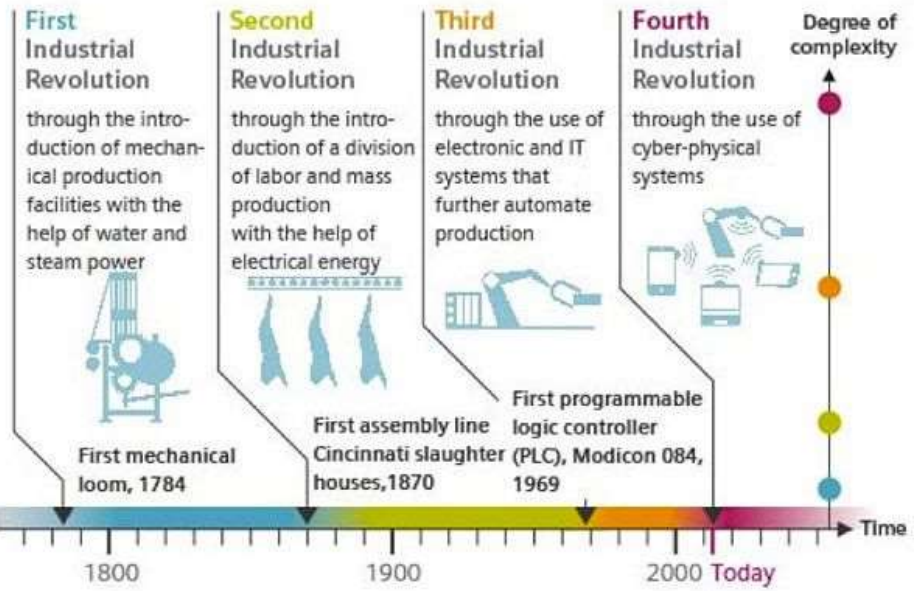 First
Industrial
Revolution
through the intro-
duction of mechan-
ical production
facilities with the
help of water and
steam power
Second
Industrial
Revolution
through the intro-
duction of a division
of labor and mass
production
with the help of
electrical energy
Third
Industrial
Revolution
through the use of
electronic and IT
systems that
further automate
production
Fourth
Industrial
Revolution
through the use of
cyber-physical
systems
Degree of
complexity
First mechanical
loom, 1784
First assembly line
Cincinnati slaughter
houses,1870
First programmable
logic controller
(PLC), Modicon 084,
1969
Time
1800
1900
2000
Today